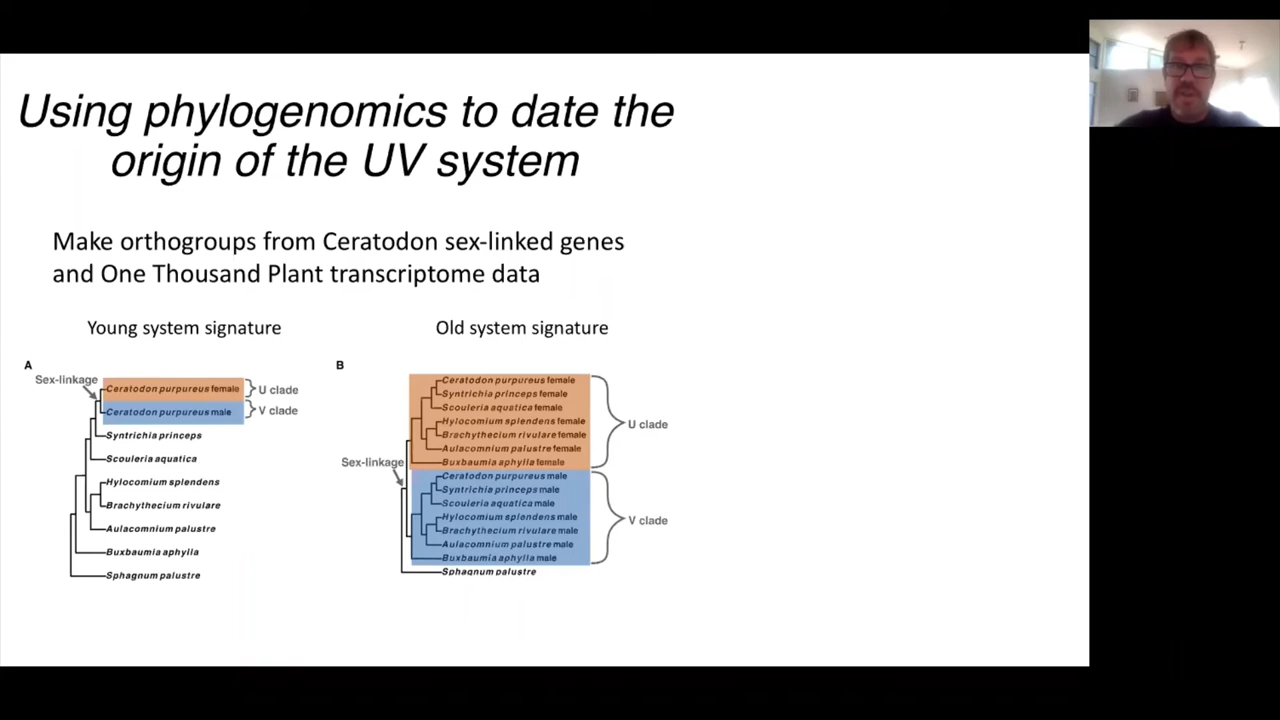 Using phylogenomics to date the
origin of the UV system
Make orthogroups from Ceratodon sex-linked genes
and One Thousand Plant transcriptome data
Young system signature
A
Sex-linkage
Ceratodon purpureus female
U clade
Ceratodon purpureus male
V clade
Syntrichia princeps
Scouleria aquatica
Hylocomium splendens
Brachythecium rivulare
Aulacomnium palustre
Buxbaumia aphylla
Sphagnum palustre
Old system signature
B
Sex-linkage
Ceratodon purpureus female
Syntrichia princeps female
Scouleria aquatica female
Hylocomium splendens female
Brachythecium rivulare female
Aulacomnium palustre female
Buxbaumia aphylla female
U clade
Ceratodon purpureus male
Syntrichia princeps male
Scouleria aquatica male
Hylocomium splendens male
Brachythecium rivulare male
Aulacomnium palustre male
Buxbaumia aphylla male
V clade
Sphagnum palustre